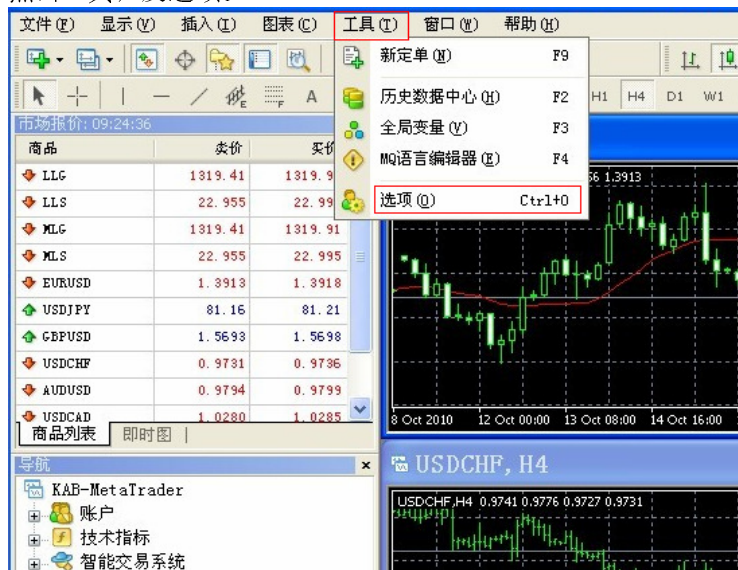 文件(F) 显示(V) 插入(I) 图表(C) 工具(T) 窗口(W) 帮助(H)
新定单(N) F9
A
历史数据中心(H) F2
H1 H4 D1 W1
市场报价: 09:24:36
全局变量(V) F3
商品 卖价
MQ语言编辑器(E) F4
LLG 1319.41 1319.9
56 1.3913
LLS 22.955 22.99
选项(O) Ctrl+O
MLG 1319.41 1319.91
MLS 22.955 22.995
EURUSD 1.3913 1.3918
USDJPY 81.16 81.21
GBPUSD 1.5693 1.5698
USDCHF 0.9731 0.9736
AUDUSD 0.9794 0.9799
USDCAD 1.0280 1.0285
8 Oct 2010 12 Oct 00:00 13 Oct 08:00 14 Oct 16:00
商品列表 即时图
导航
USDCHF, H4
KAB-MetaTrader
账户
USDCHF,H4 0.9741 0.9776 0.9727 0.9731
技术指标
智能交易系统